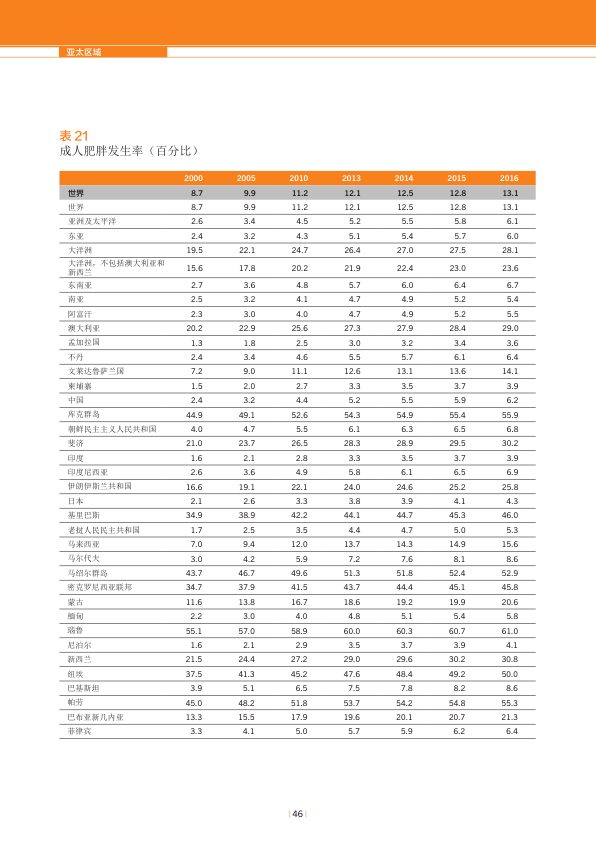 亚太区域
表 21
成人肥胖发生率（百分比）
2000 2005 2010 2013 2014 2015 2016
世界 8.7 9.9 11.2 12.1 12.5 12.8 13.1
世界 8.7 9.9 11.2 12.1 12.5 12.8 13.1
亚洲及太平洋 2.6 3.4 4.5 5.2 5.5 5.8 6.1
东亚 2.4 3.2 4.3 5.1 5.4 5.7 6.0
大洋洲 19.5 22.1 24.7 26.4 27.0 27.5 28.1
大洋洲，不包括澳大利亚和
新西兰 15.6 17.8 20.2 21.9 22.4 23.0 23.6
东南亚 2.7 3.6 4.8 5.7 6.0 6.4 6.7
南亚 2.5 3.2 4.1 4.7 4.9 5.2 5.4
阿富汗 2.3 3.0 4.0 4.7 4.9 5.2 5.5
澳大利亚 20.2 22.9 25.6 27.3 27.9 28.4 29.0
孟加拉国 1.3 1.8 2.5 3.0 3.2 3.4 3.6
不丹 2.4 3.4 4.6 5.5 5.7 6.1 6.4
文莱达鲁萨兰国 7.2 9.0 11.1 12.6 13.1 13.6 14.1
柬埔寨 1.5 2.0 2.7 3.3 3.5 3.7 3.9
中国 2.4 3.2 4.4 5.2 5.5 5.9 6.2
库克群岛 44.9 49.1 52.6 54.3 54.9 55.4 55.9
朝鲜民主主义人民共和国 4.0 4.7 5.5 6.1 6.3 6.5 6.8
斐济 21.0 23.7 26.5 28.3 28.9 29.5 30.2
印度 1.6 2.1 2.8 3.3 3.5 3.7 3.9
印度尼西亚 2.6 3.6 4.9 5.8 6.1 6.5 6.9
伊朗伊斯兰共和国 16.6 19.1 22.1 24.0 24.6 25.2 25.8
日本 2.1 2.6 3.3 3.8 3.9 4.1 4.3
基里巴斯 34.9 38.9 42.2 44.1 44.7 45.3 46.0
老挝人民民主共和国 1.7 2.5 3.5 4.4 4.7 5.0 5.3
马来西亚 7.0 9.4 12.0 13.7 14.3 14.9 15.6
马尔代夫 3.0 4.2 5.9 7.2 7.6 8.1 8.6
马绍尔群岛 43.7 46.7 49.6 51.3 51.8 52.4 52.9
密克罗尼西亚联邦 34.7 37.9 41.5 43.7 44.4 45.1 45.8
蒙古 11.6 13.8 16.7 18.6 19.2 19.9 20.6
缅甸 2.2 3.0 4.0 4.8 5.1 5.4 5.8
瑙鲁 55.1 57.0 58.9 60.0 60.3 60.7 61.0
尼泊尔 1.6 2.1 2.9 3.5 3.7 3.9 4.1
新西兰 21.5 24.4 27.2 29.0 29.6 30.2 30.8
纽埃 37.5 41.3 45.2 47.6 48.4 49.2 50.0
巴基斯坦 3.9 5.1 6.5 7.5 7.8 8.2 8.6
帕劳 45.0 48.2 51.8 53.7 54.2 54.8 55.3
巴布亚新几内亚 13.3 15.5 17.9 19.6 20.1 20.7 21.3
菲律宾 3.3 4.1 5.0 5.7 5.9 6.2 6.4
| 46 |